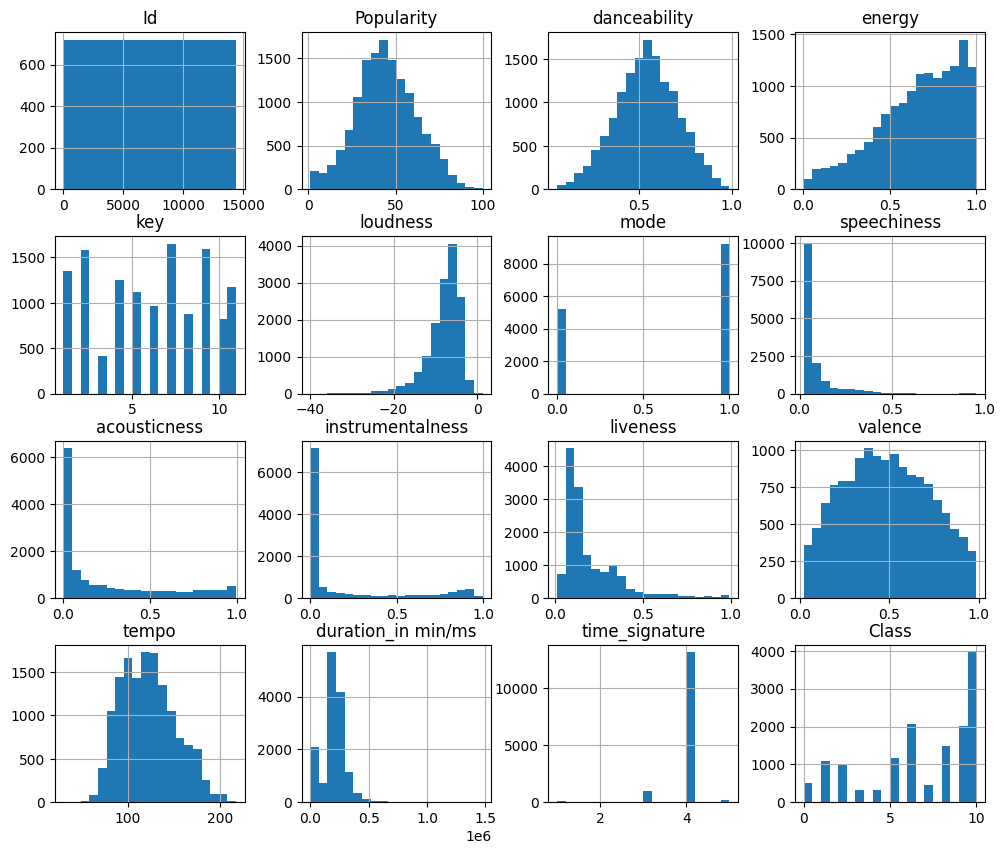 Id Popularity danceability energy
600 400 200 0
0 5000 10000 15000
1500 1000 500 0
0 50 100
1500 1000 500 0
0.5 1.0
1500 1000 500 0
0.0 0.5 1.0
key loudness mode speechiness
1500 1000 500 0
5 10
4000 3000 2000 1000 0
−40 −20 0
8000 6000 4000 2000 0
0.0 0.5 1.0
10000 7500 5000 2500 0
0.0 0.5 1.0
acousticness instrumentalness liveness valence
6000 4000 2000 0
0.0 0.5 1.0
6000 4000 2000 0
0.0 0.5 1.0
4000 3000 2000 1000 0
0.0 0.5 1.0
1000 750 500 250 0
0.0 0.5 1.0
tempo duration_in min/ms time_signature Class
1500 1000 500 0
100 200
4000 2000 0
0.0 0.5 1.0 1.5
1e6
10000 5000 0
2 4
4000 3000 2000 1000 0
0 5 10